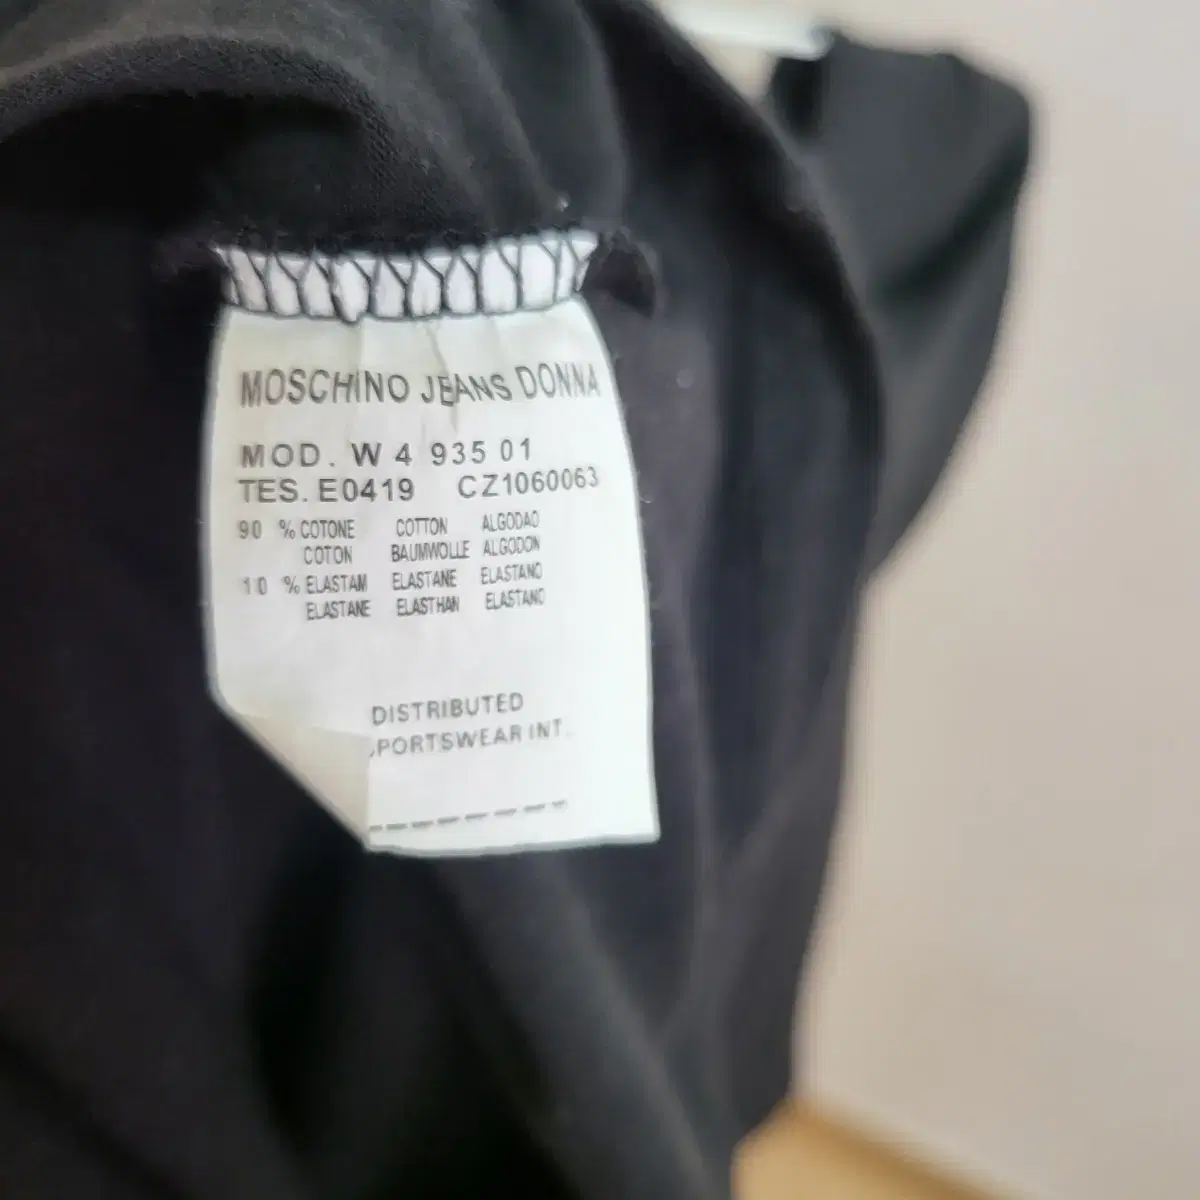 MOSCHINO JEANS DONNA
MOD. W 4 935 01
TES. E0419 CZ1060063
90 % COTONE COTTON ALGODAO
COTON BAUMWOLLE ALGODON
10 % ELASTAM ELASTANE ELASTANO
ELASTANE ELASTHAN ELASTANO
DISTRIBUTED
PORTSWEAR INT.